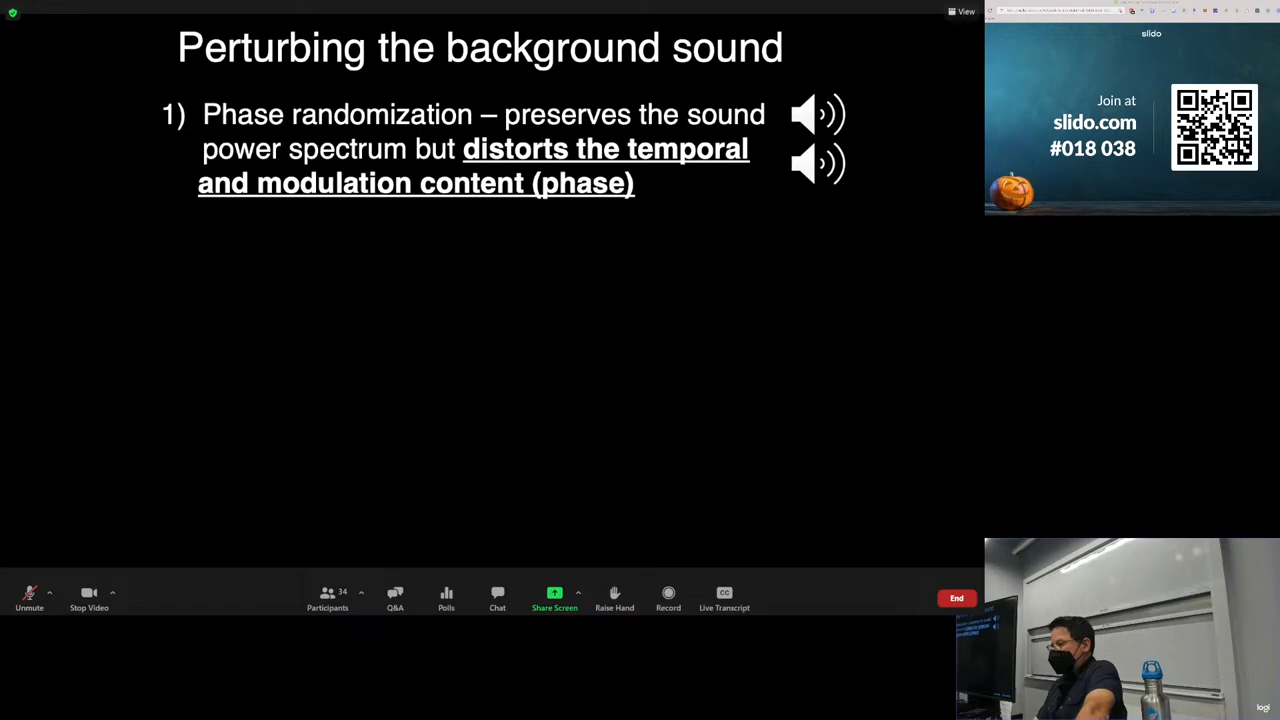 View
Perturbing the background sound
1) Phase randomization – preserves the sound
power spectrum but distorts the temporal
and modulation content (phase)
slido
Join at
slido.com
#018 038
Unmute
Stop Video
34
Participants
Q&A
Polls
Chat
Share Screen
Raise Hand
Record
CC
Live Transcript
End
logi